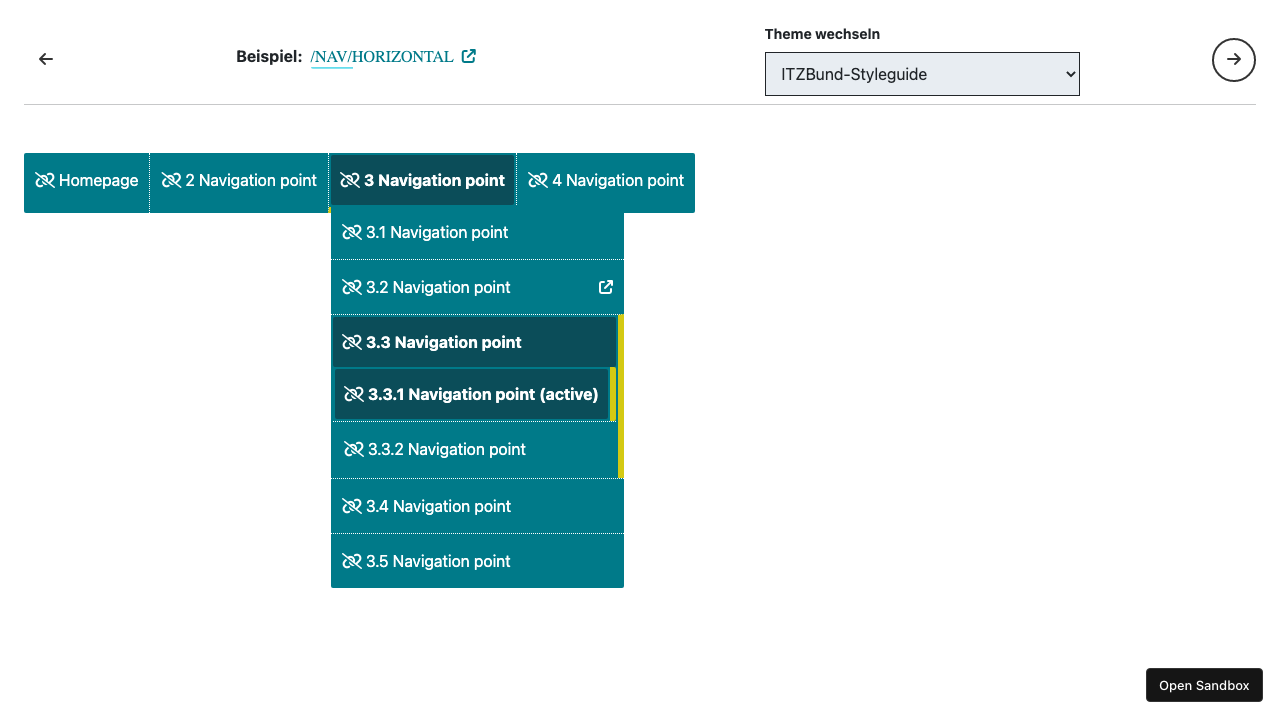 Theme wechseln
Beispiel: /NAV/HORIZONTAL
ITZBund-Styleguide
Homepage 2 Navigation point 3 Navigation point 4 Navigation point
3.1 Navigation point
3.2 Navigation point
3.3 Navigation point
3.3.1 Navigation point (active)
3.3.2 Navigation point
3.4 Navigation point
3.5 Navigation point
Open Sandbox